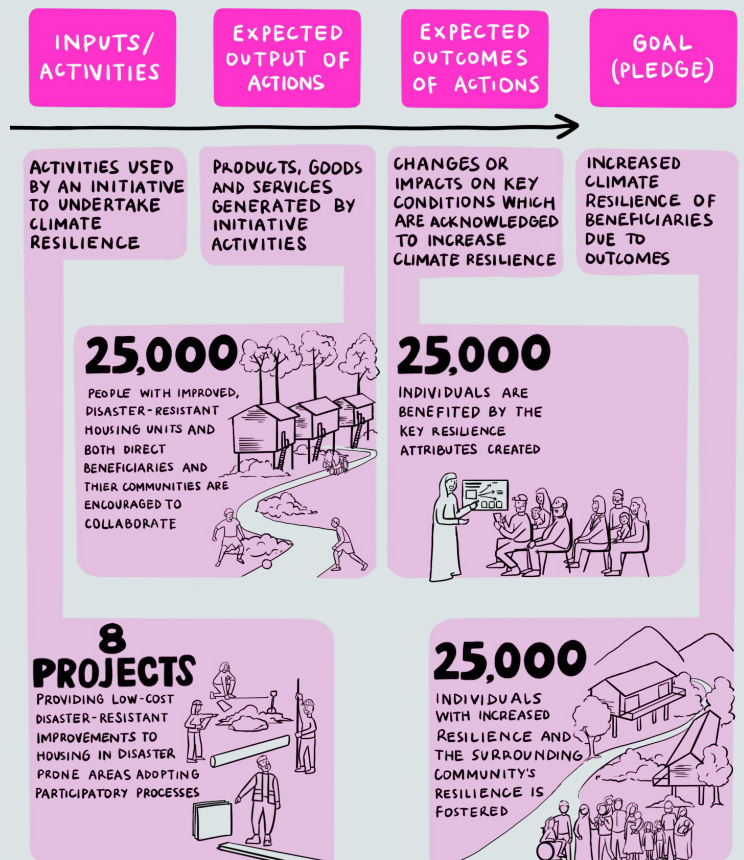 INPUTS/
ACTIVITIES
EXPECTED
OUTPUT OF
ACTIONS
EXPECTED
OUTCOMES
OF ACTIONS
GOAL
(PLEDGE)
ACTIVITIES USED
BY AN INITIATIVE
TO UNDERTAKE
CLIMATE
RESILIENCE
PRODUCTS, GOODS
AND SERVICES
GENERATED BY
INITIATIVE
ACTIVITIES
CHANGES OR
IMPACTS ON KEY
CONDITIONS WHICH
ARE ACKNOWLEDGED
TO INCREASE
CLIMATE RESILIENCE
INCREASED
CLIMATE
RESILIENCE OF
BENEFICIARIES
DUE TO
OUTCOMES
25,000
PEOPLE WITH IMPROVED,
DISASTER-RESISTANT
HOUSING UNITS AND
BOTH DIRECT
BENEFICIARIES AND
THIER COMMUNITIES ARE
ENCOURAGED TO
COLLABORATE
25,000
INDIVIDUALS ARE
BENEFITED BY THE
KEY RESILIENCE
ATTRIBUTES CREATED
8
PROJECTS
PROVIDING LOW-COST
DISASTER-RESISTANT
IMPROVEMENTS TO
HOUSING IN DISASTER
PRONE AREAS ADOPTING
PARTICIPATORY PROCESSES
25,000
INDIVIDUALS
WITH INCREASED
RESILIENCE AND
THE SURROUNDING
COMMUNITY'S
RESILIENCE IS
FOSTERED